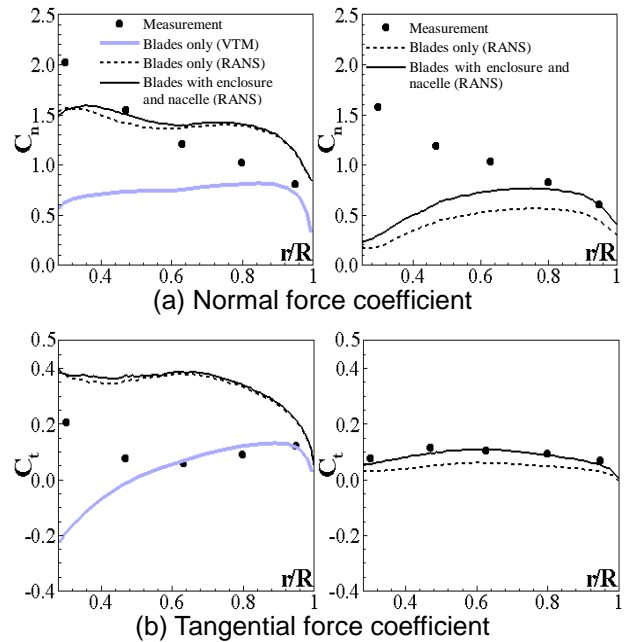 Measurement
Blades only (VTM)
Blades only (RANS)
Blades with enclosure
and nacelle (RANS)
2.5
2.0
1.5
1.0
0.5
0.0
0.4
0.6
0.8
1
C_n
r/R
Measurement
Blades only (RANS)
Blades with enclosure and
nacelle (RANS)
2.5
2.0
1.5
1.0
0.5
0.0
0.4
0.6
0.8
1
C_n
r/R
(a) Normal force coefficient
0.5
0.4
0.2
0.0
-0.2
-0.4
0.4
0.6
0.8
1
C_t
r/R
0.5
0.4
0.2
0.0
-0.2
-0.4
0.4
0.6
0.8
1
C_t
r/R
(b) Tangential force coefficient